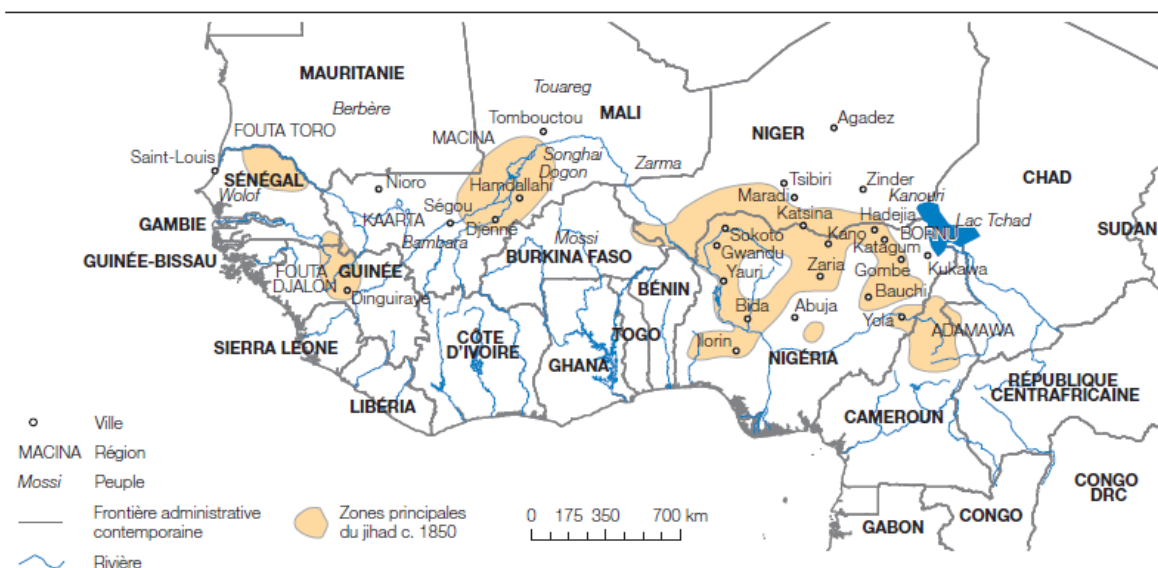 MAURITANIE
Berbère
Touareg
Tombouctou
MALI
NIGER
Agadez
FOUTA TORO
MACINA
Saint-Louis
SÉNÉGAL
Wolof
Nioro
Songhai
Dogon
Hamdallahi
Zarma
Tsibiri
Zinder
CHAD
Maradi
Kanouri
GAMBIE
KAARTA
Ségou
Djenné
Bambara
Mossi
Katsina
Hadejia
Lac Tchad
SUDAN
Sokoto
Kano
BORNU
Katagum
GUINÉE-BISSAU
FOUTA
DJALON
GUINÉE
BURKINA FASO
Gwandu
Yauri
Zaria
Gombe
Kukawa
Dinguiraye
BÉNIN
Bauchi
Bida
Abuja
Yola
ADAMAWA
SIERRA LEONE
CÔTE
D'IVOIRE
TOGO
GHANA
Ilorin
NIGÉRIA
LIBÉRIA
RÉPUBLIQUE
CENTRAFRICAINE
CAMEROUN
CONGO
DRC
GABON
CONGO
Ville
MACINA Région
Mossi Peuple
Frontière administrative
contemporaine
Rivière
Zones principales
du jihad c. 1850
0 175 350 700 km